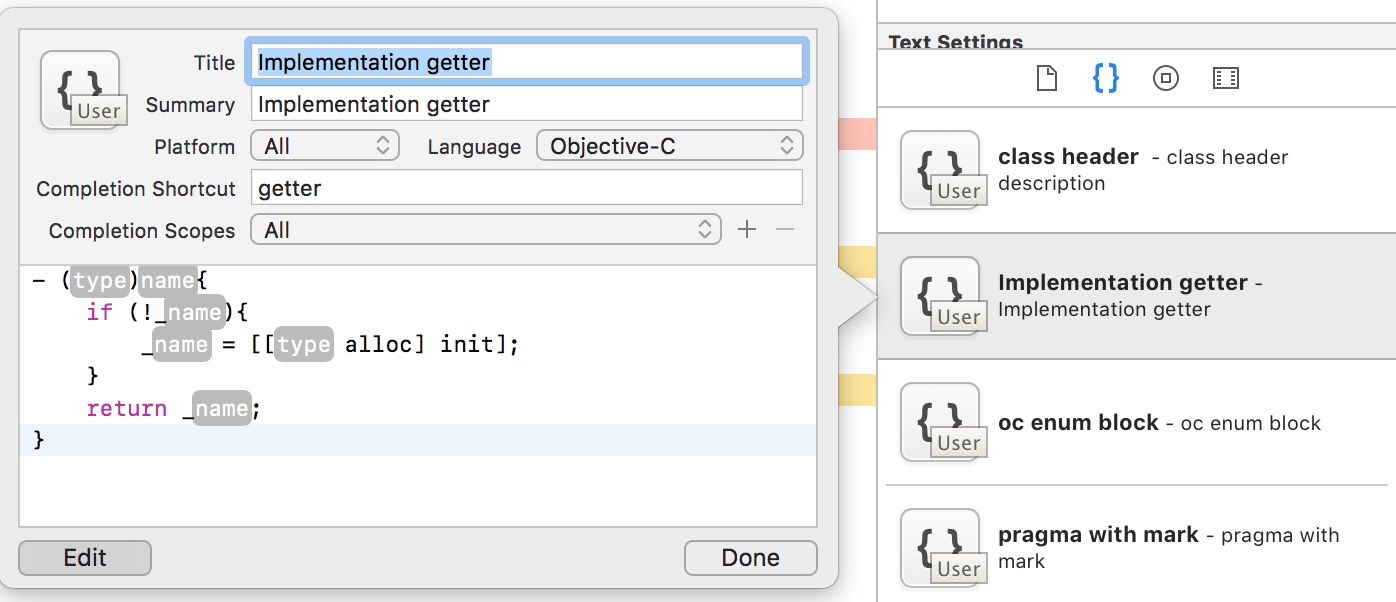 Title Implementation getter
User
Summary Implementation getter
Platform All Language Objective-C
Completion Shortcut getter
Completion Scopes All
- (type)name{
if (!_name){
_name = [[type alloc] init];
}
return _name;
}
Edit Done
Text Settings
{}
class header - class header
description
User
Implementation getter -
Implementation getter
User
oc enum block - oc enum block
User
pragma with mark - pragma with
mark
User